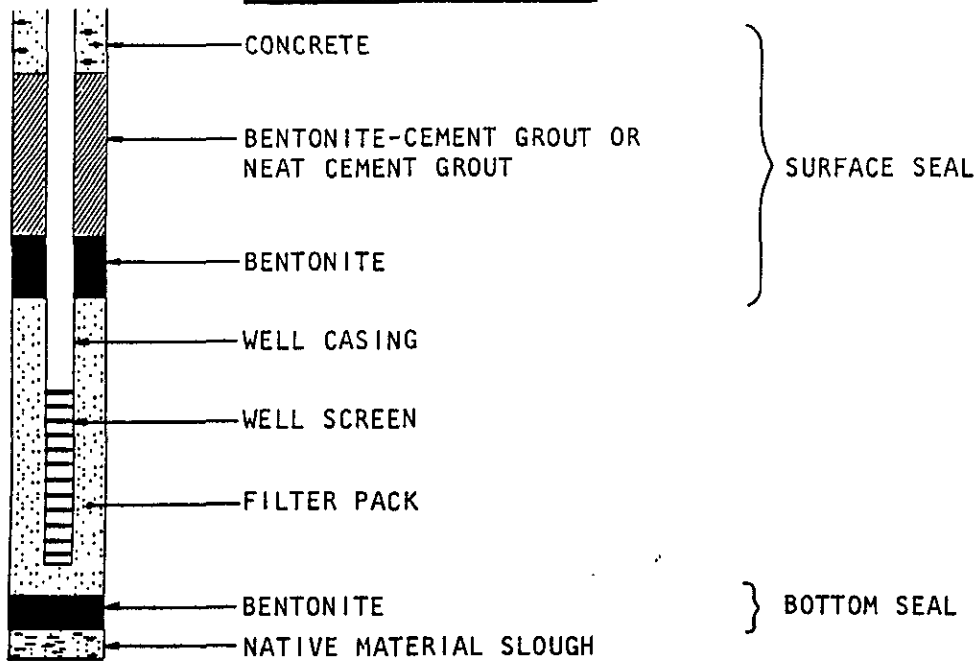 CONCRETE
BENTONITE-CEMENT GROUT OR
NEAT CEMENT GROUT
SURFACE SEAL
BENTONITE
WELL CASING
WELL SCREEN
FILTER PACK
BENTONITE
BOTTOM SEAL
NATIVE MATERIAL SLOUGH